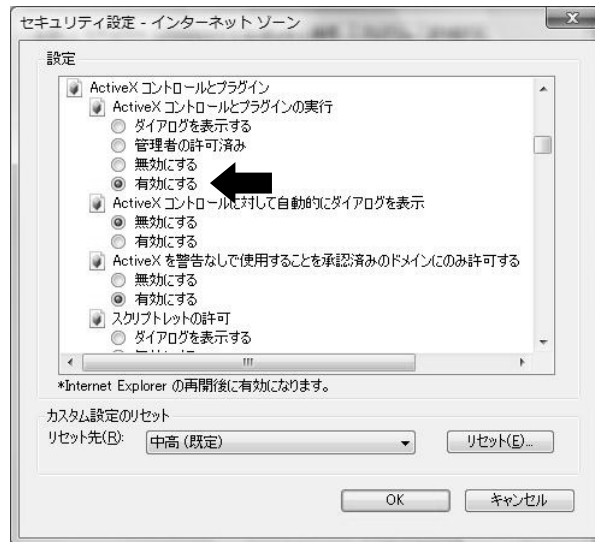 セキュリティ設定 - インターネット ゾーン
設定
ActiveX コントロールとプラグイン
ActiveX コントロールとプラグインの実行
ダイアログを表示する
管理者の許可済み
無効にする
有効にする
ActiveX コントロールに対して自動的にダイアログを表示
無効にする
有効にする
ActiveX を警告なしで使用することを承認済みのドメインにのみ許可する
無効にする
有効にする
スクリプトレットの許可
ダイアログを表示する
*Internet Explorer の再開後に有効になります。
カスタム設定のリセット
リセット先(R):
中高 (既定)
リセット(E)...
OK
キャンセル